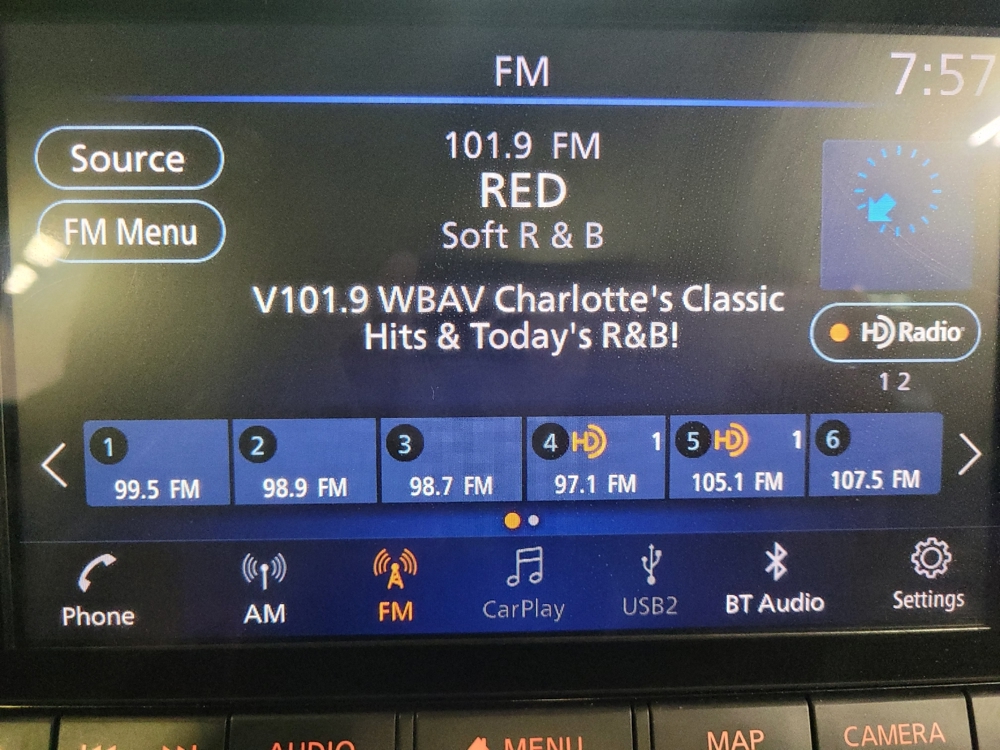 FM
7:57
Source
FM Menu
101.9 FM
RED
Soft R & B
V101.9 WBAV Charlotte's Classic
Hits & Today's R&B!
HD Radio
1 2
1
99.5 FM
2
98.9 FM
3
98.7 FM
4 HD 1
97.1 FM
5 HD 1
105.1 FM
6
107.5 FM
Phone
AM
FM
CarPlay
USB2
BT Audio
Settings
AUDIO
MENU
MAP
CAMERA